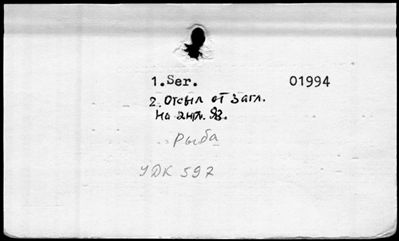 1.Ser. 01994
2. Отсыл от загл.
на англ. яз.
Рыба
УДК 597